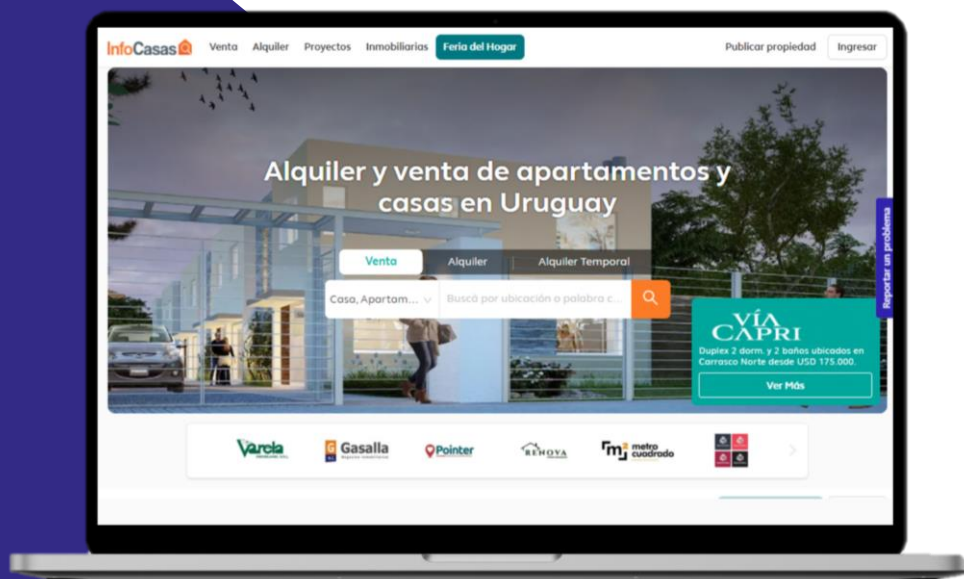 InfoCasas
Venta Alquiler Proyectos Inmobiliarias Feria del Hogar Publicar propiedad Ingresar
Alquiler y venta de apartamentos y
casas en Uruguay
Venta Alquiler Alquiler Temporal
Casa, Apartam... Buscá por ubicación o palabra c...
Reportar un problema
VÍA
CAPRI
Duplex 2 dorm. y 2 baños ubicados en
Carrasco Norte desde USD 175.000.
Ver Más
Varela
G Gasalla
Pointer
RENOVA
m2 metro
cuadrado